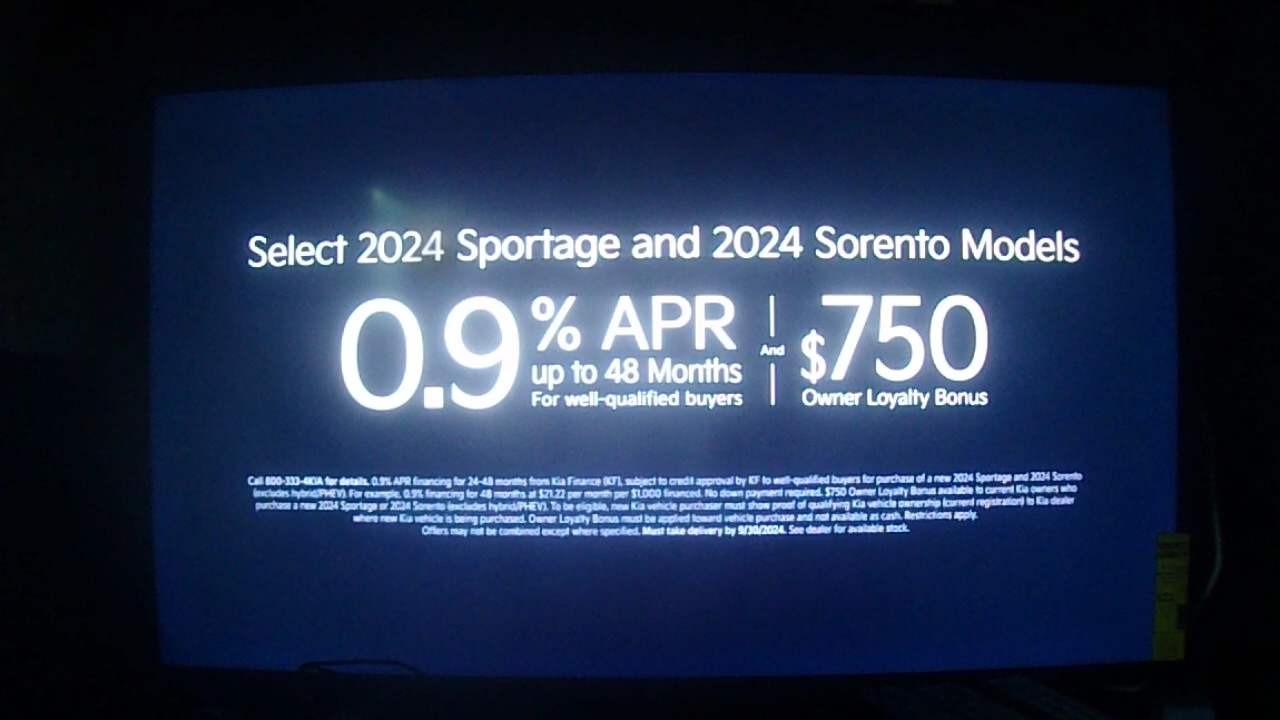 Select 2024 Sportage and 2024 Sorento Models
0.9% APR
up to 48 Months
For well-qualified buyers
And
$750
Owner Loyalty Bonus
Call 800-333-4KIA for details. 0.9% APR financing for 24-48 months from Kia Finance (KF), subject to credit approval by KF to well-qualified buyers for purchase of a new 2024 Sportage and 2024 Sorento
(excludes hybrid/PHEV). For example, 0.9% financing for 48 months at $21.22 per month per $1,000 financed. No down payment required. $750 Owner Loyalty Bonus available to current Kia owners who
purchase a new 2024 Sportage or 2024 Sorento (excludes hybrid/PHEV). To be eligible, new Kia vehicle purchaser must show proof of qualifying Kia vehicle ownership (current registration) to Kia dealer
where new Kia vehicle is being purchased. Owner Loyalty Bonus must be applied toward vehicle purchase and not available as cash. Restrictions apply.
Offers may not be combined except where specified. Must take delivery by 9/30/2024. See dealer for available stock.